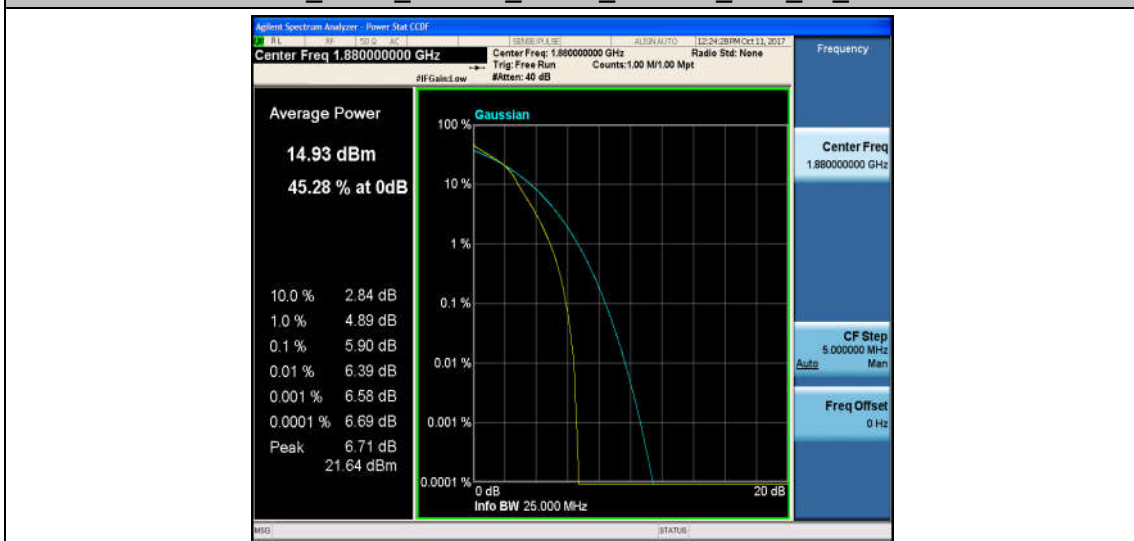 Agilent Spectrum Analyzer - Power Stat CCDF
RL RF 50 Ω AC SENSE:PULSE ALIGN AUTO 12:24:28 PM Oct 11, 2017
Center Freq 1.880000000 GHz
Center Freq: 1.880000000 GHz Radio Std: None
Trig: Free Run Counts:1.00 M/1.00 Mpt
#IFGain:Low #Atten: 40 dB
Frequency
Average Power
14.93 dBm
45.28 % at 0dB
10.0 % 2.84 dB
1.0 % 4.89 dB
0.1 % 5.90 dB
0.01 % 6.39 dB
0.001 % 6.58 dB
0.0001 % 6.69 dB
Peak 6.71 dB
21.64 dBm
Gaussian
100 %
10 %
1 %
0.1 %
0.01 %
0.001 %
0.0001 %
0 dB 20 dB
Info BW 25.000 MHz
Center Freq
1.880000000 GHz
CF Step
5.000000 MHz
Auto Man
Freq Offset
0 Hz
MSG STATUS